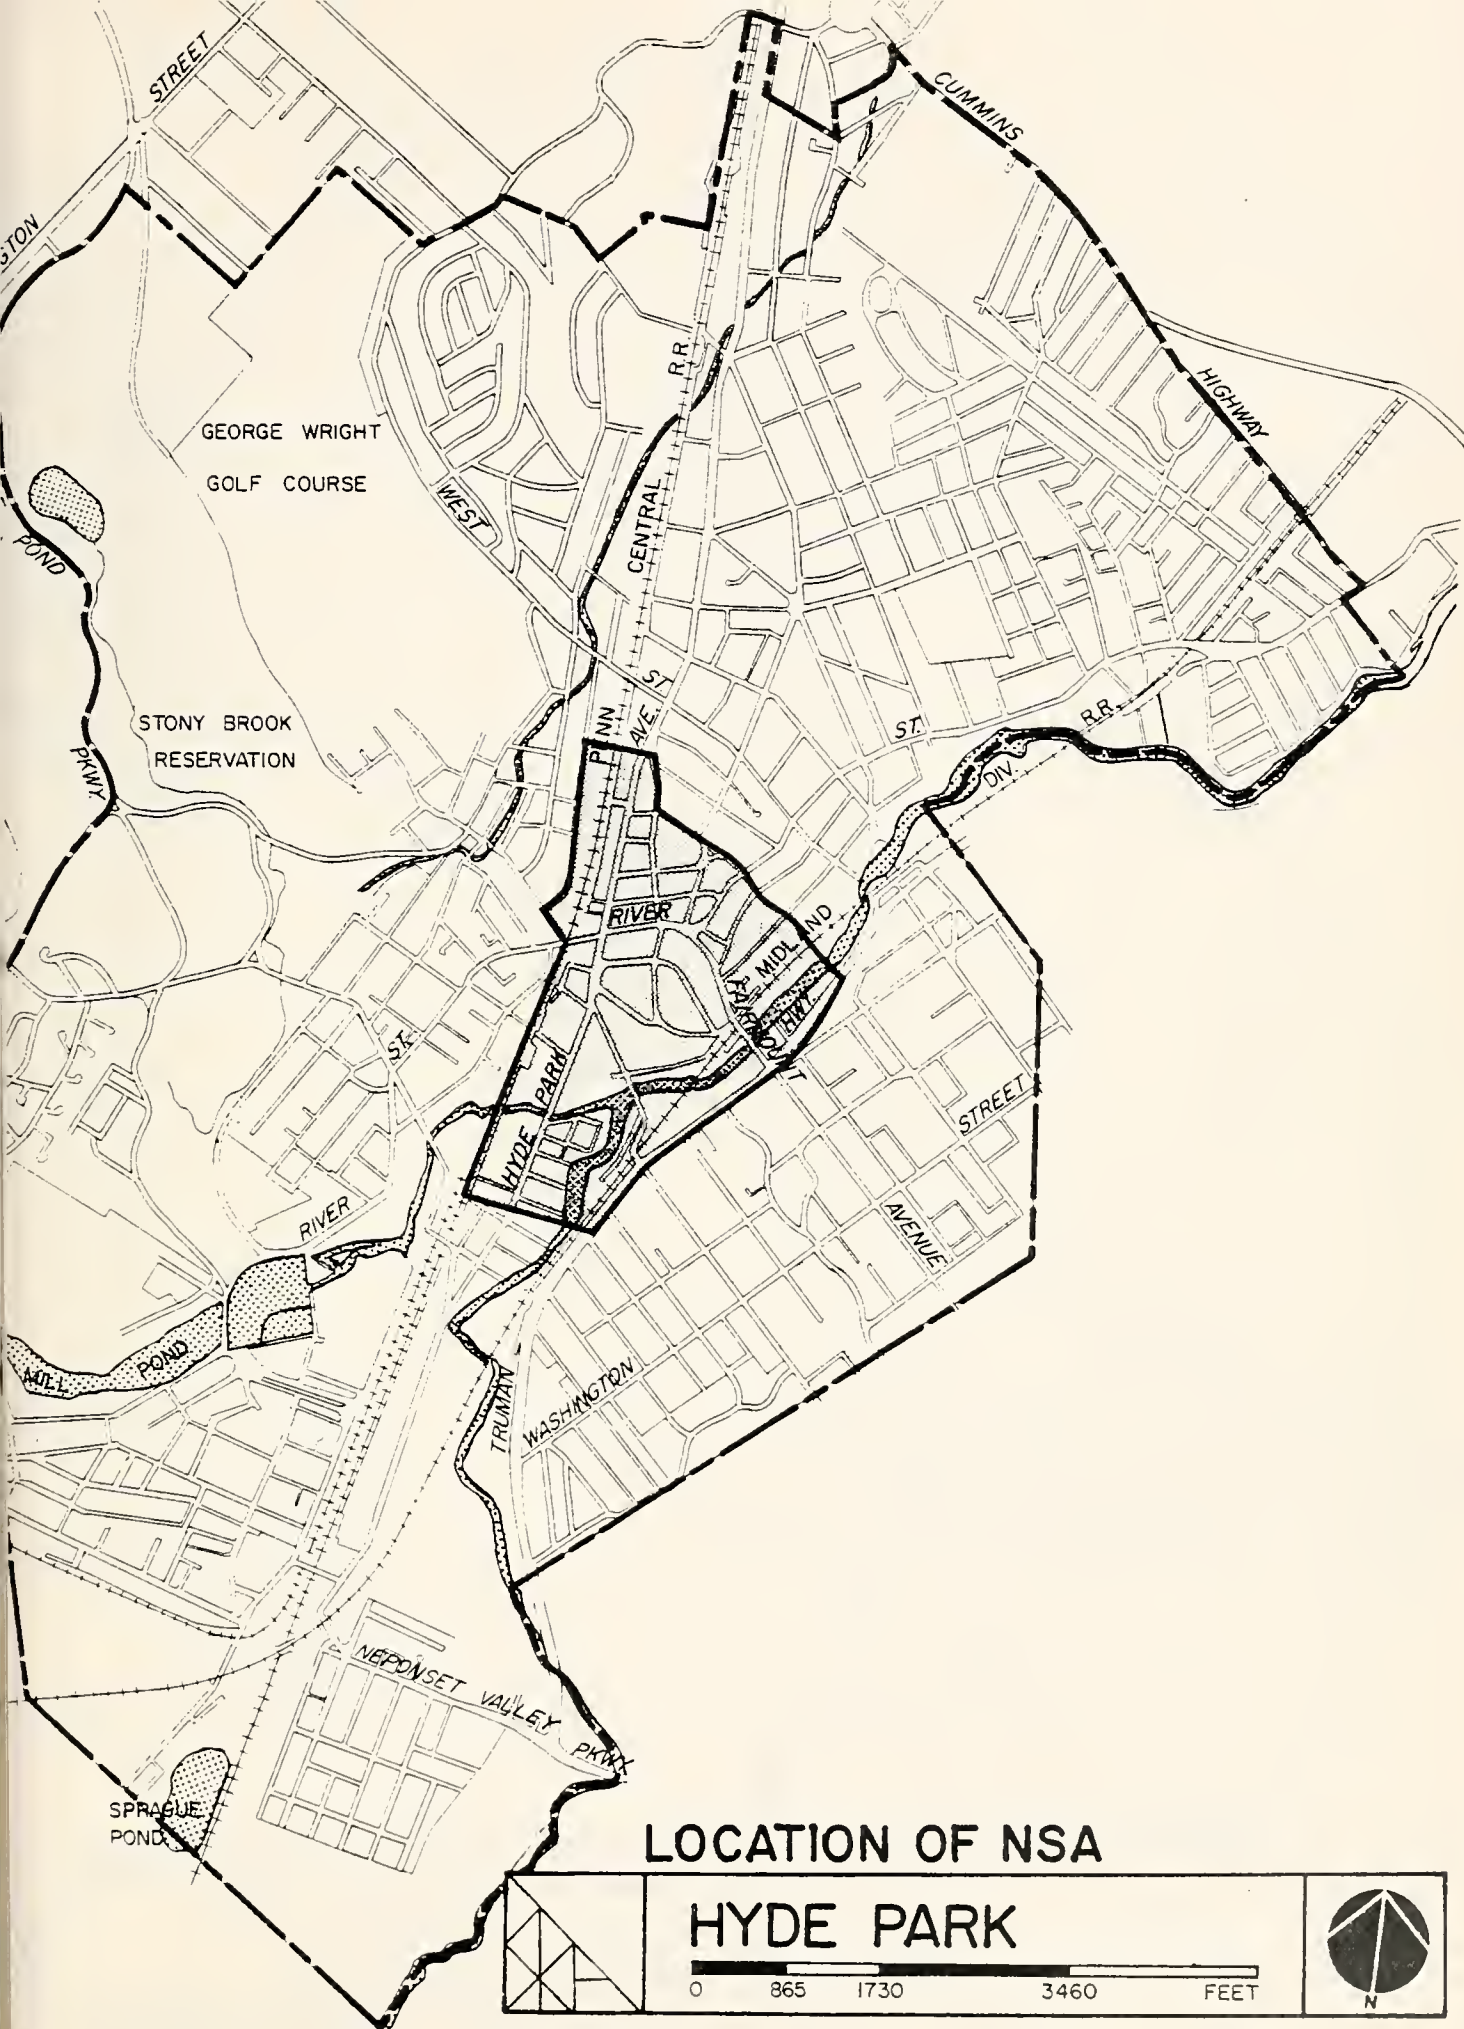 STREET
CUMMINS
GTON
R.R.
HIGHWAY
GEORGE WRIGHT
GOLF COURSE
WEST
CENTRAL
POND
ST.
STONY BROOK
RESERVATION
PENN
AVE.
ST.
R.R.
PKWY.
DIV.
RIVER
MIDLAND
FAIRMOUNT
HWY.
ST.
HYDE PARK
STREET
RIVER
AVENUE
MILL POND
TRUMAN
WASHINGTON
NEPONSET VALLEY PKWY
SPRAGUE
POND
LOCATION OF NSA
HYDE PARK
0 865 1730 3460 FEET
N